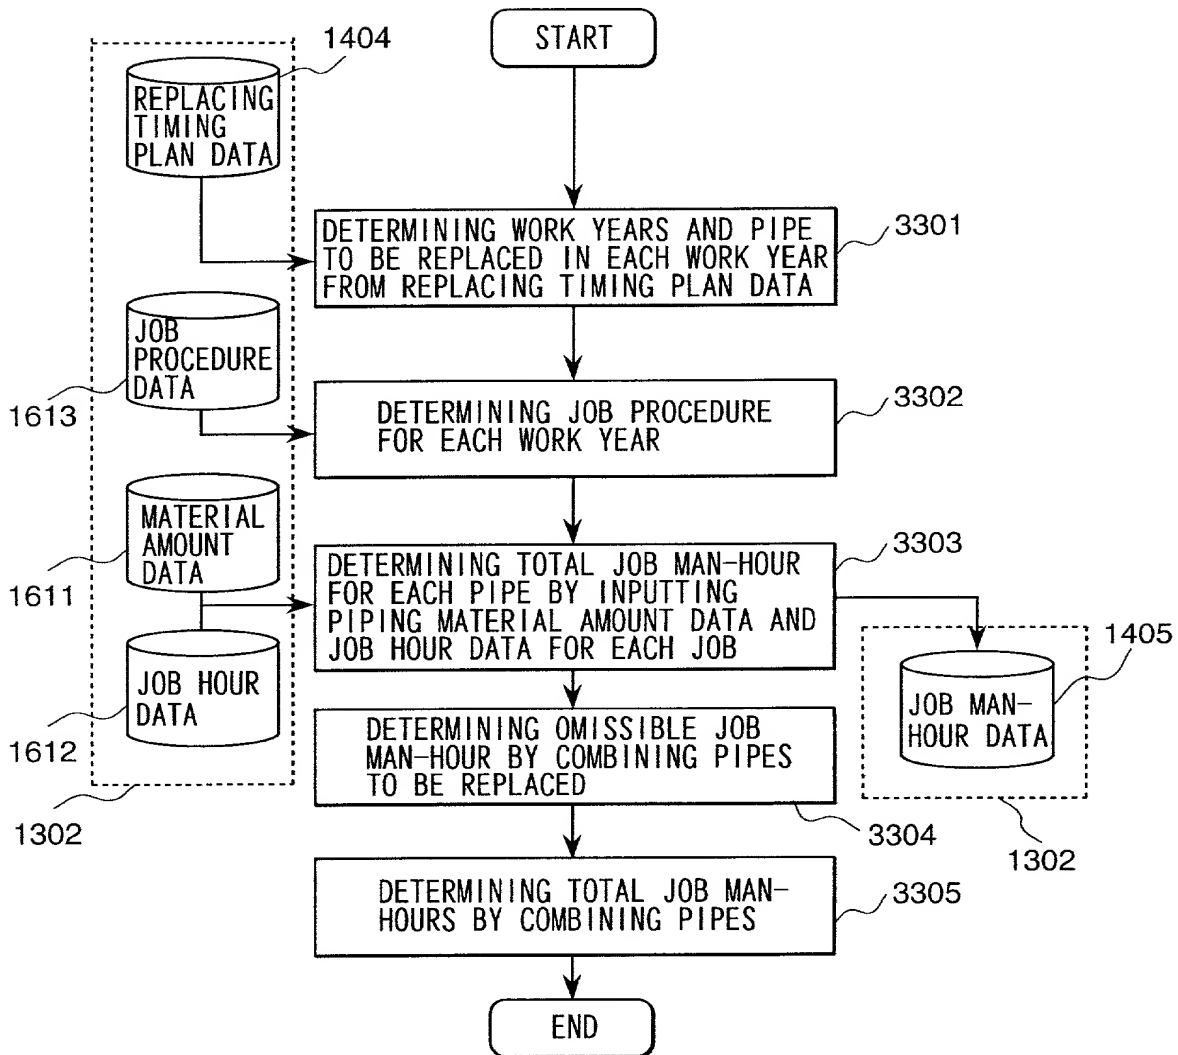 START
1404
REPLACING
TIMING
PLAN DATA
DETERMINING WORK YEARS AND PIPE
TO BE REPLACED IN EACH WORK YEAR
FROM REPLACING TIMING PLAN DATA
3301
JOB
PROCEDURE
DATA
1613
DETERMINING JOB PROCEDURE
FOR EACH WORK YEAR
3302
MATERIAL
AMOUNT
DATA
1611
DETERMINING TOTAL JOB MAN-HOUR
FOR EACH PIPE BY INPUTTING
PIPING MATERIAL AMOUNT DATA AND
JOB HOUR DATA FOR EACH JOB
3303
1405
JOB MAN-
HOUR DATA
1302
JOB HOUR
DATA
1612
1302
DETERMINING OMISSIBLE JOB
MAN-HOUR BY COMBINING PIPES
TO BE REPLACED
3304
DETERMINING TOTAL JOB MAN-
HOURS BY COMBINING PIPES
3305
END